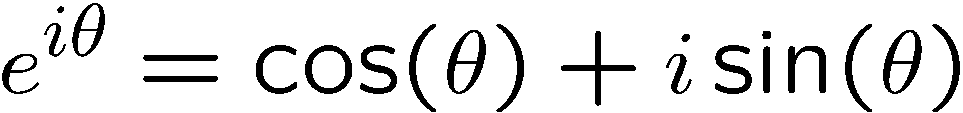 e^{iθ} = cos(θ) + i sin(θ)